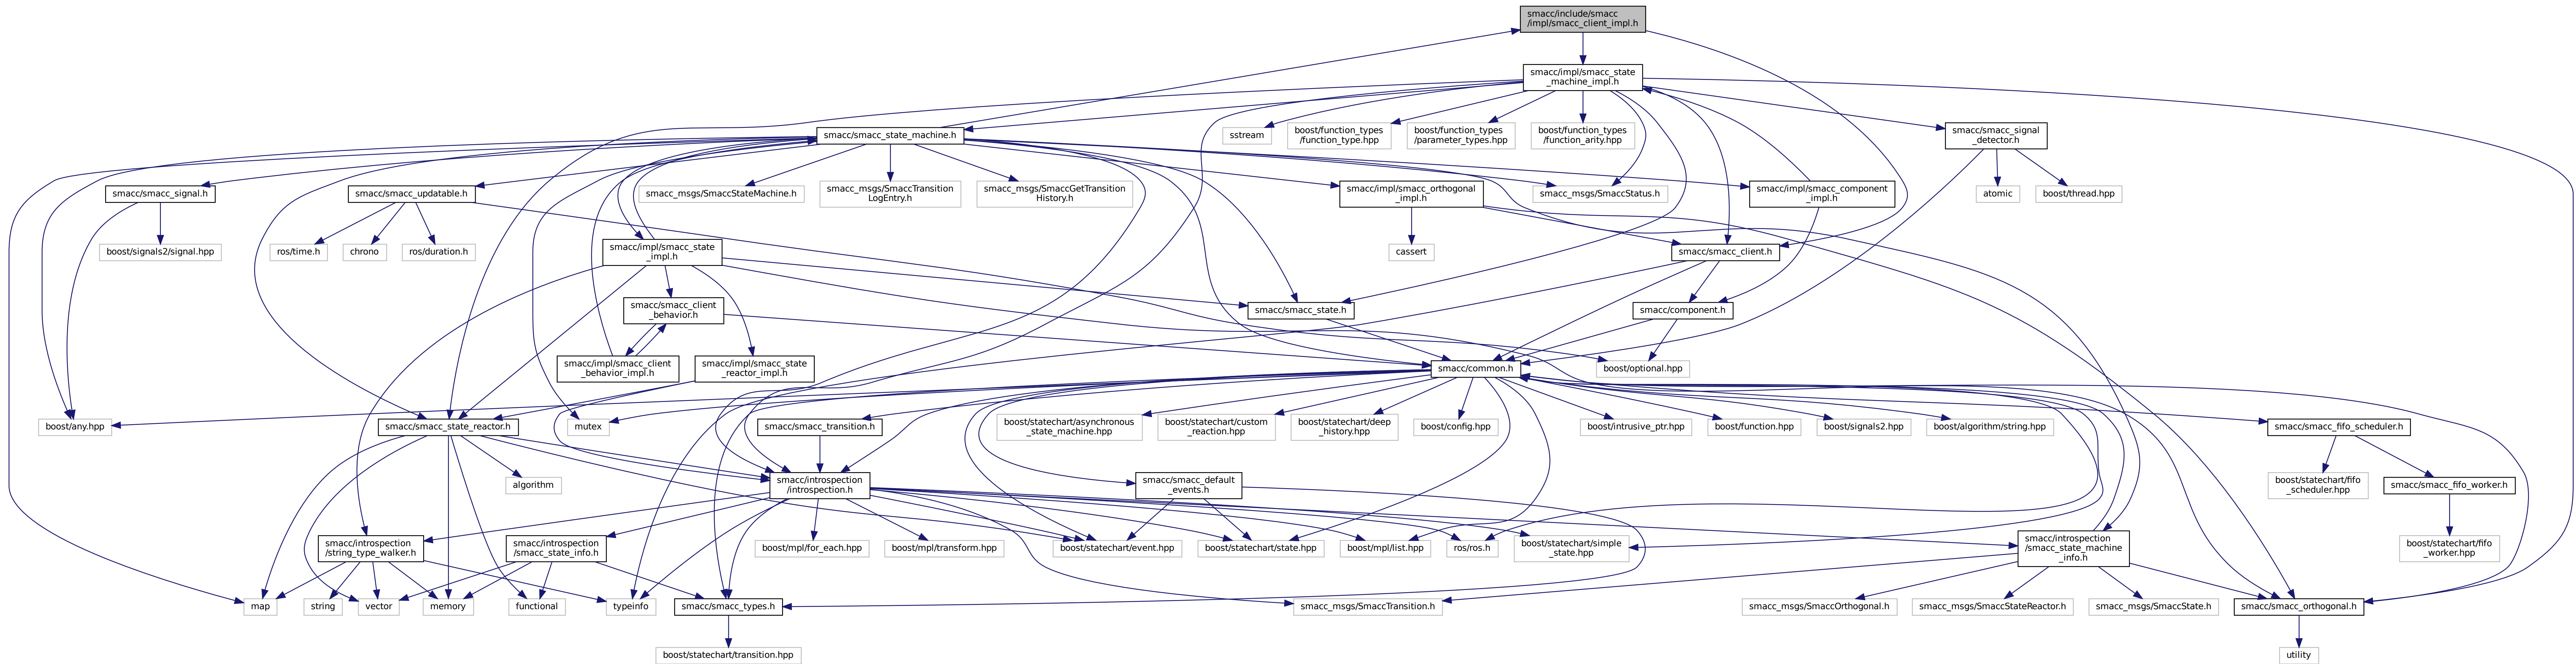 smacc/include/smacc
/impl/smacc_client_impl.h
smacc/impl/smacc_state
_machine_impl.h
smacc/smacc_state_machine.h
sstream
boost/function_types
/function_type.hpp
boost/function_types
/parameter_types.hpp
boost/function_types
/function_arity.hpp
smacc/smacc_signal
_detector.h
smacc/smacc_signal.h
smacc/smacc_updatable.h
smacc_msgs/SmaccStateMachine.h
smacc_msgs/SmaccTransition
LogEntry.h
smacc_msgs/SmaccGetTransition
History.h
smacc/impl/smacc_orthogonal
_impl.h
smacc_msgs/SmaccStatus.h
smacc/impl/smacc_component
_impl.h
atomic
boost/thread.hpp
boost/signals2/signal.hpp
ros/time.h
chrono
ros/duration.h
smacc/impl/smacc_state
_impl.h
cassert
smacc/smacc_client.h
smacc/smacc_client
_behavior.h
smacc/smacc_state.h
smacc/component.h
smacc/impl/smacc_client
_behavior_impl.h
smacc/impl/smacc_state
_reactor_impl.h
smacc/common.h
boost/optional.hpp
boost/any.hpp
smacc/smacc_state_reactor.h
mutex
smacc/smacc_transition.h
boost/statechart/asynchronous
_state_machine.hpp
boost/statechart/custom
_reaction.hpp
boost/statechart/deep
_history.hpp
boost/config.hpp
boost/intrusive_ptr.hpp
boost/function.hpp
boost/signals2.hpp
boost/algorithm/string.hpp
smacc/smacc_fifo_scheduler.h
algorithm
smacc/introspection
/introspection.h
smacc/smacc_default
_events.h
boost/statechart/fifo
_scheduler.hpp
smacc/smacc_fifo_worker.h
smacc/introspection
/string_type_walker.h
smacc/introspection
/smacc_state_info.h
boost/mpl/for_each.hpp
boost/mpl/transform.hpp
boost/statechart/event.hpp
boost/statechart/state.hpp
boost/mpl/list.hpp
ros/ros.h
boost/statechart/simple
_state.hpp
smacc/introspection
/smacc_state_machine
_info.h
boost/statechart/fifo
_worker.hpp
map
string
vector
memory
functional
typeinfo
smacc/smacc_types.h
smacc_msgs/SmaccTransition.h
smacc_msgs/SmaccOrthogonal.h
smacc_msgs/SmaccStateReactor.h
smacc_msgs/SmaccState.h
smacc/smacc_orthogonal.h
boost/statechart/transition.hpp
utility